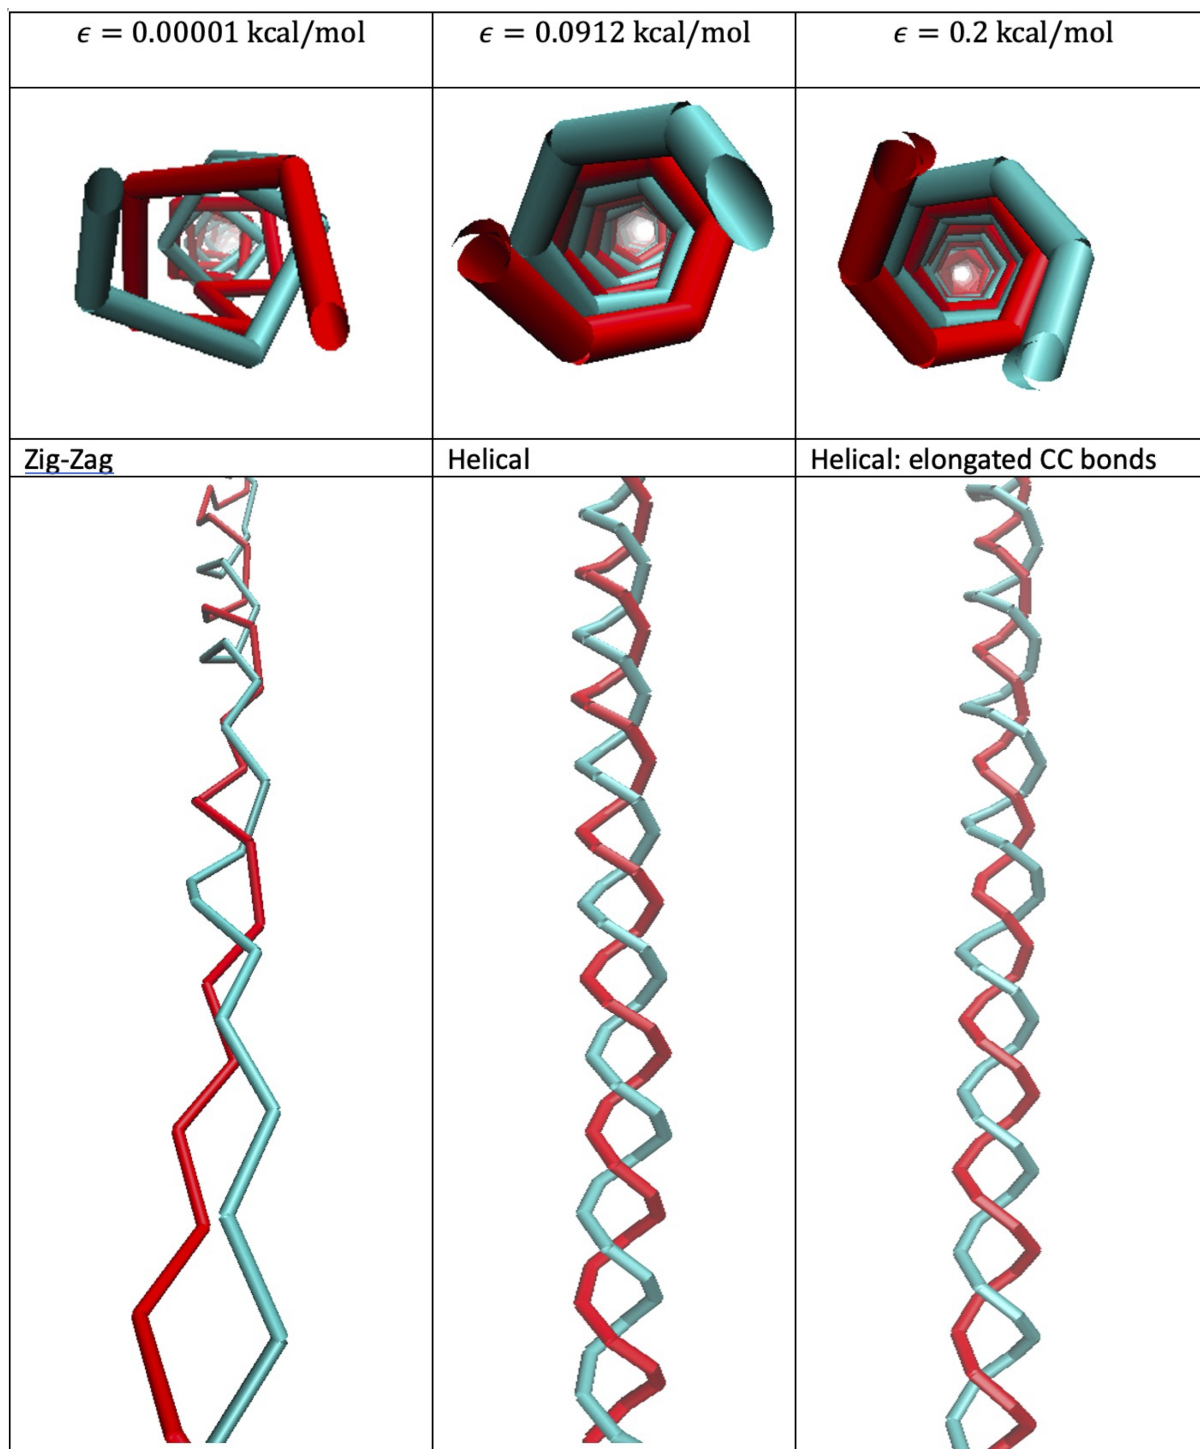 ϵ = 0.00001 kcal/mol
ϵ = 0.0912 kcal/mol
ϵ = 0.2 kcal/mol
Zig-Zag
Helical
Helical: elongated CC bonds